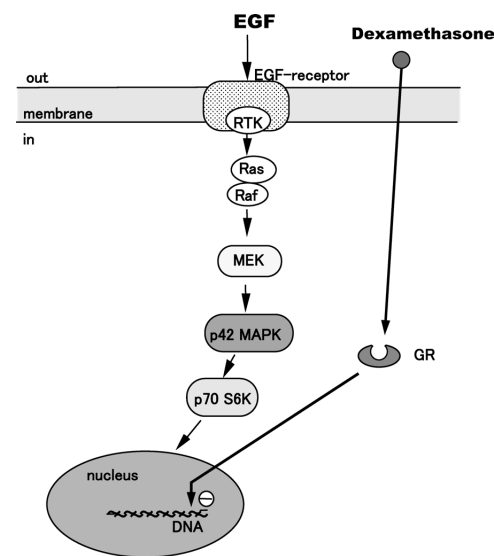 EGF
Dexamethasone
out
EGF-receptor
membrane
RTK
in
Ras
Raf
MEK
p42 MAPK
GR
p70 S6K
nucleus
DNA